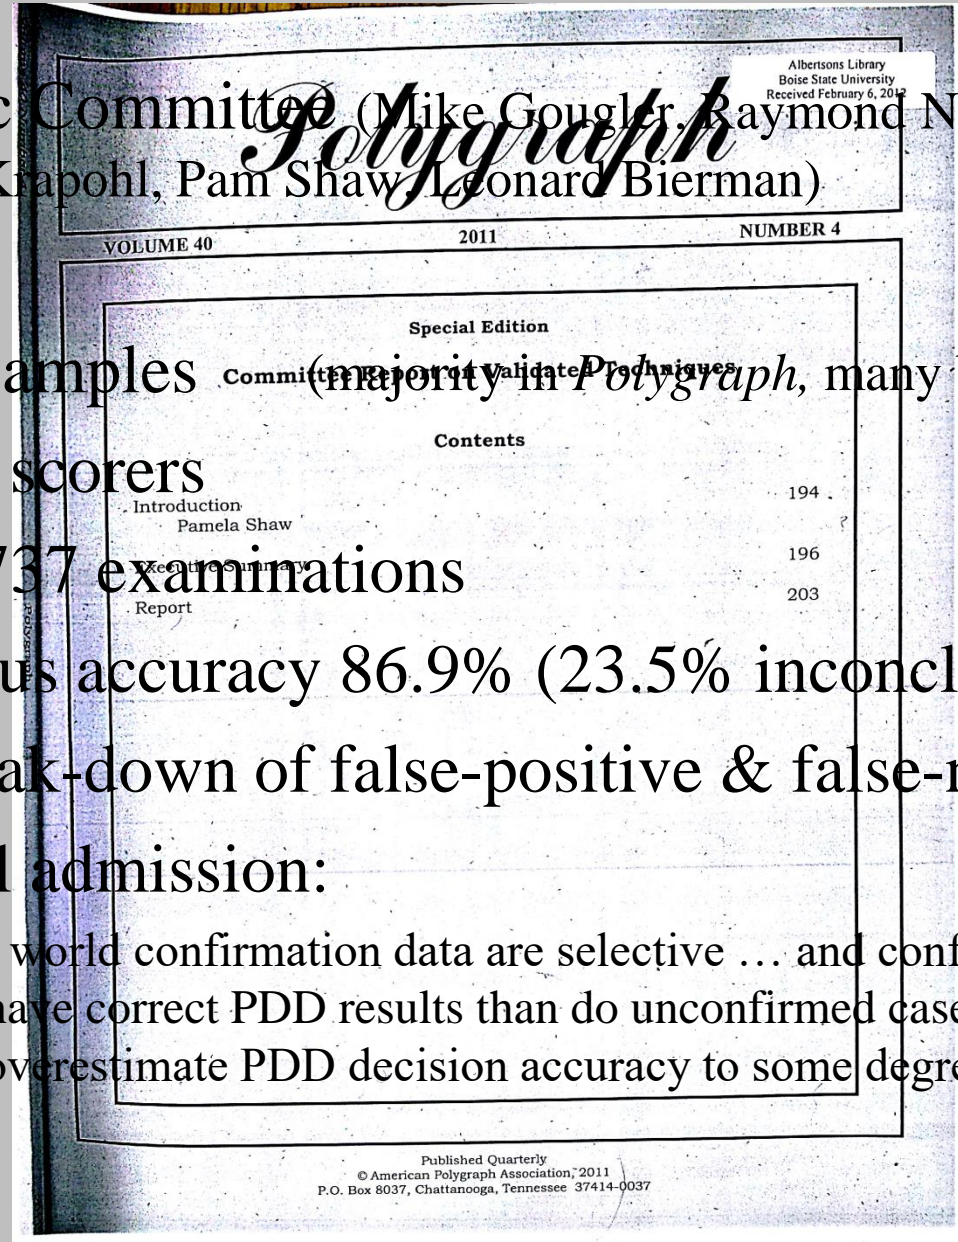 Albertsons Library
Boise State University
Received February 6, 2012
Polygraph
c Committee (Mike Gougler, Raymond N
Krapohl, Pam Shaw, Leonard Bierman)
VOLUME 40 2011 NUMBER 4
Special Edition
amples (majority in Polygraph, many
Committee Report on Validated Techniques
Contents
scorers
Introduction 194
Pamela Shaw
737 examinations
Executive Summary 196
Report 203
us accuracy 86.9% (23.5% inconcl
ak-down of false-positive & false-
l admission:
world confirmation data are selective … and conf
have correct PDD results than do unconfirmed case
overestimate PDD decision accuracy to some degre
Published Quarterly
© American Polygraph Association, 2011
P.O. Box 8037, Chattanooga, Tennessee 37414-0037